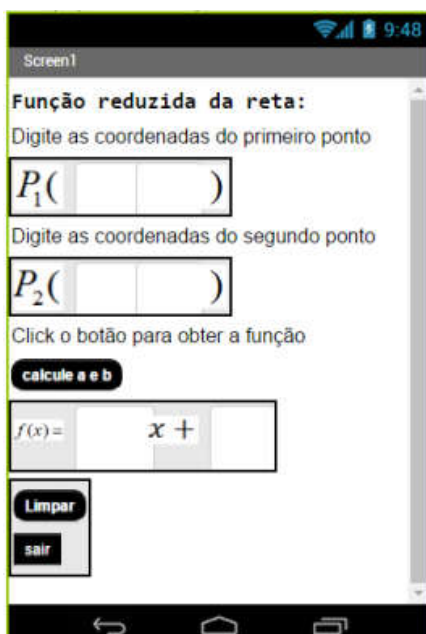 9:48
Screen1
Função reduzida da reta:
Digite as coordenadas do primeiro ponto
P₁( )
Digite as coordenadas do segundo ponto
P₂( )
Click o botão para obter a função
calcule a e b
f(x) = x +
Limpar
sair